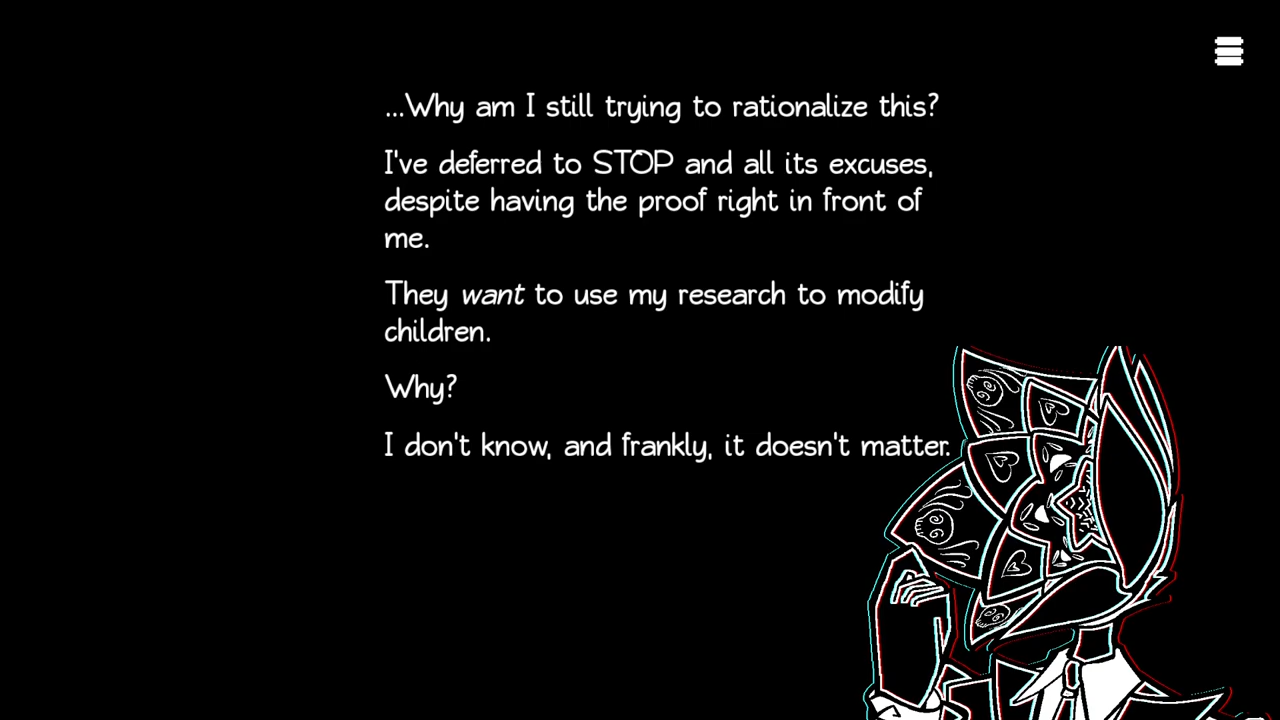 ...Why am I still trying to rationalize this?
I've deferred to STOP and all its excuses,
despite having the proof right in front of
me.
They want to use my research to modify
children.
Why?
I don't know, and frankly, it doesn't matter.